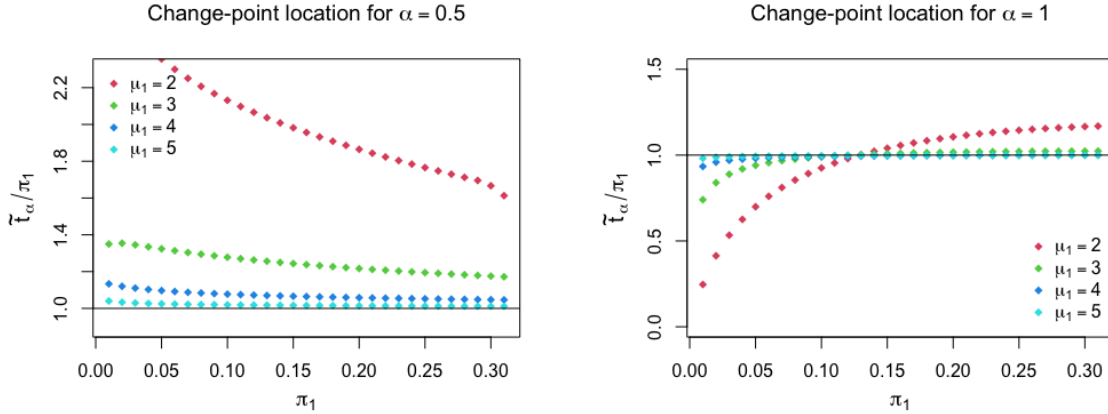 Change-point location for α = 0.5
2.2
1.8
1.4
1.0
t̃α/π1
μ1 = 2
μ1 = 3
μ1 = 4
μ1 = 5
0.00 0.05 0.10 0.15 0.20 0.25 0.30
π1
Change-point location for α = 1
1.5
1.0
0.5
0.0
t̃α/π1
μ1 = 2
μ1 = 3
μ1 = 4
μ1 = 5
0.00 0.05 0.10 0.15 0.20 0.25 0.30
π1